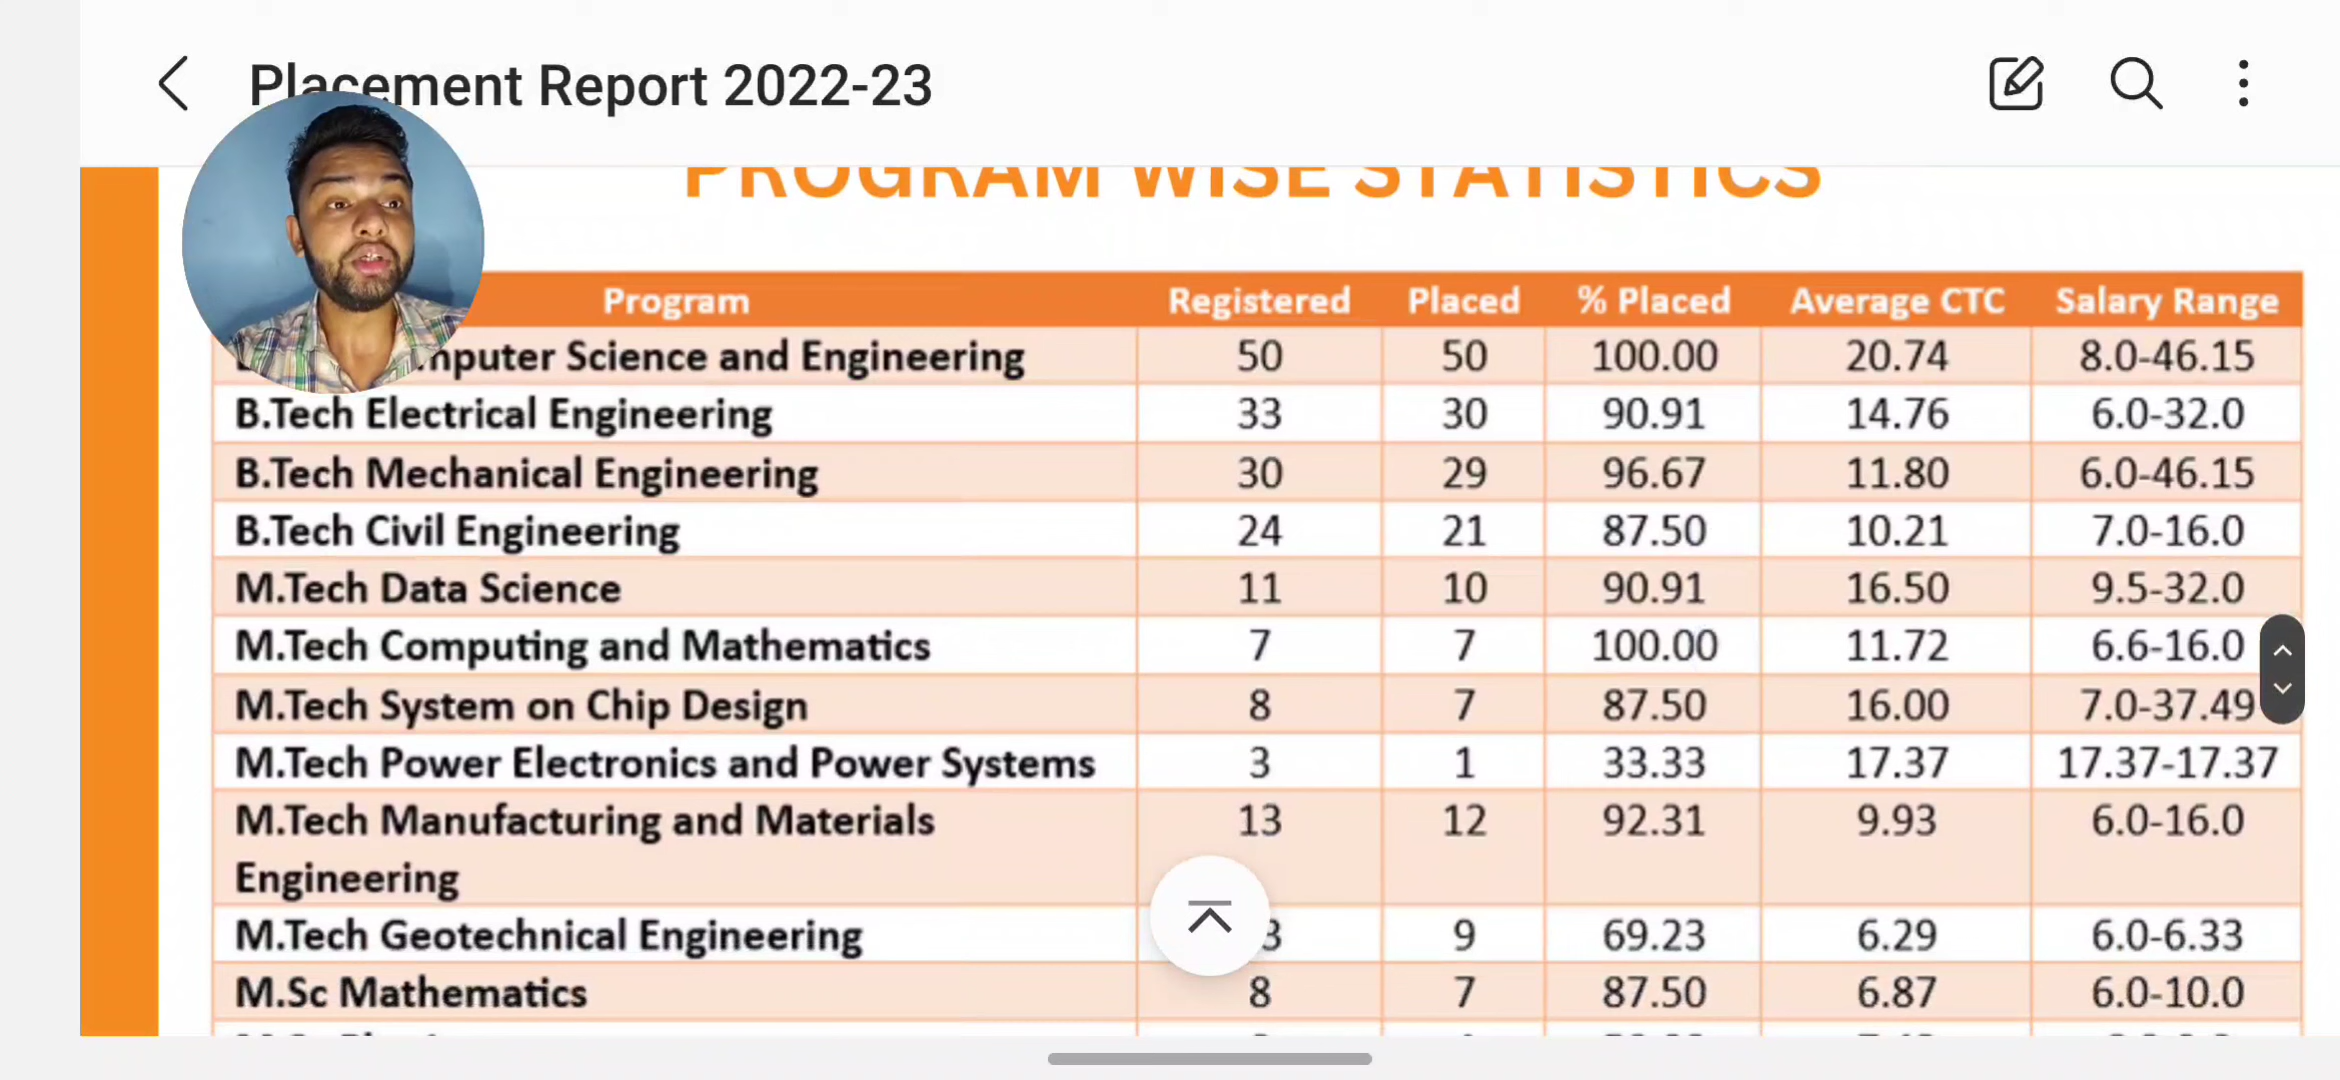 Placement Report 2022-23
PROGRAM WISE STATISTICS
Program Registered Placed % Placed Average CTC Salary Range
Science and Engineering 50 50 100.00 20.74 8.0-46.15
B.Tech Electrical Engineering 33 30 90.91 14.76 6.0-32.0
B.Tech Mechanical Engineering 30 29 96.67 11.80 6.0-46.15
B.Tech Civil Engineering 24 21 87.50 10.21 7.0-16.0
M.Tech Data Science 11 10 90.91 16.50 9.5-32.0
M.Tech Computing and Mathematics 7 7 100.00 11.72 6.6-16.0
M.Tech System on Chip Design 8 7 87.50 16.00 7.0-37.49
M.Tech Power Electronics and Power Systems 3 1 33.33 17.37 17.37-17.37
M.Tech Manufacturing and Materials 13 12 92.31 9.93 6.0-16.0
Engineering
M.Tech Geotechnical Engineering 9 69.23 6.29 6.0-6.33
M.Sc Mathematics 8 7 87.50 6.87 6.0-10.0